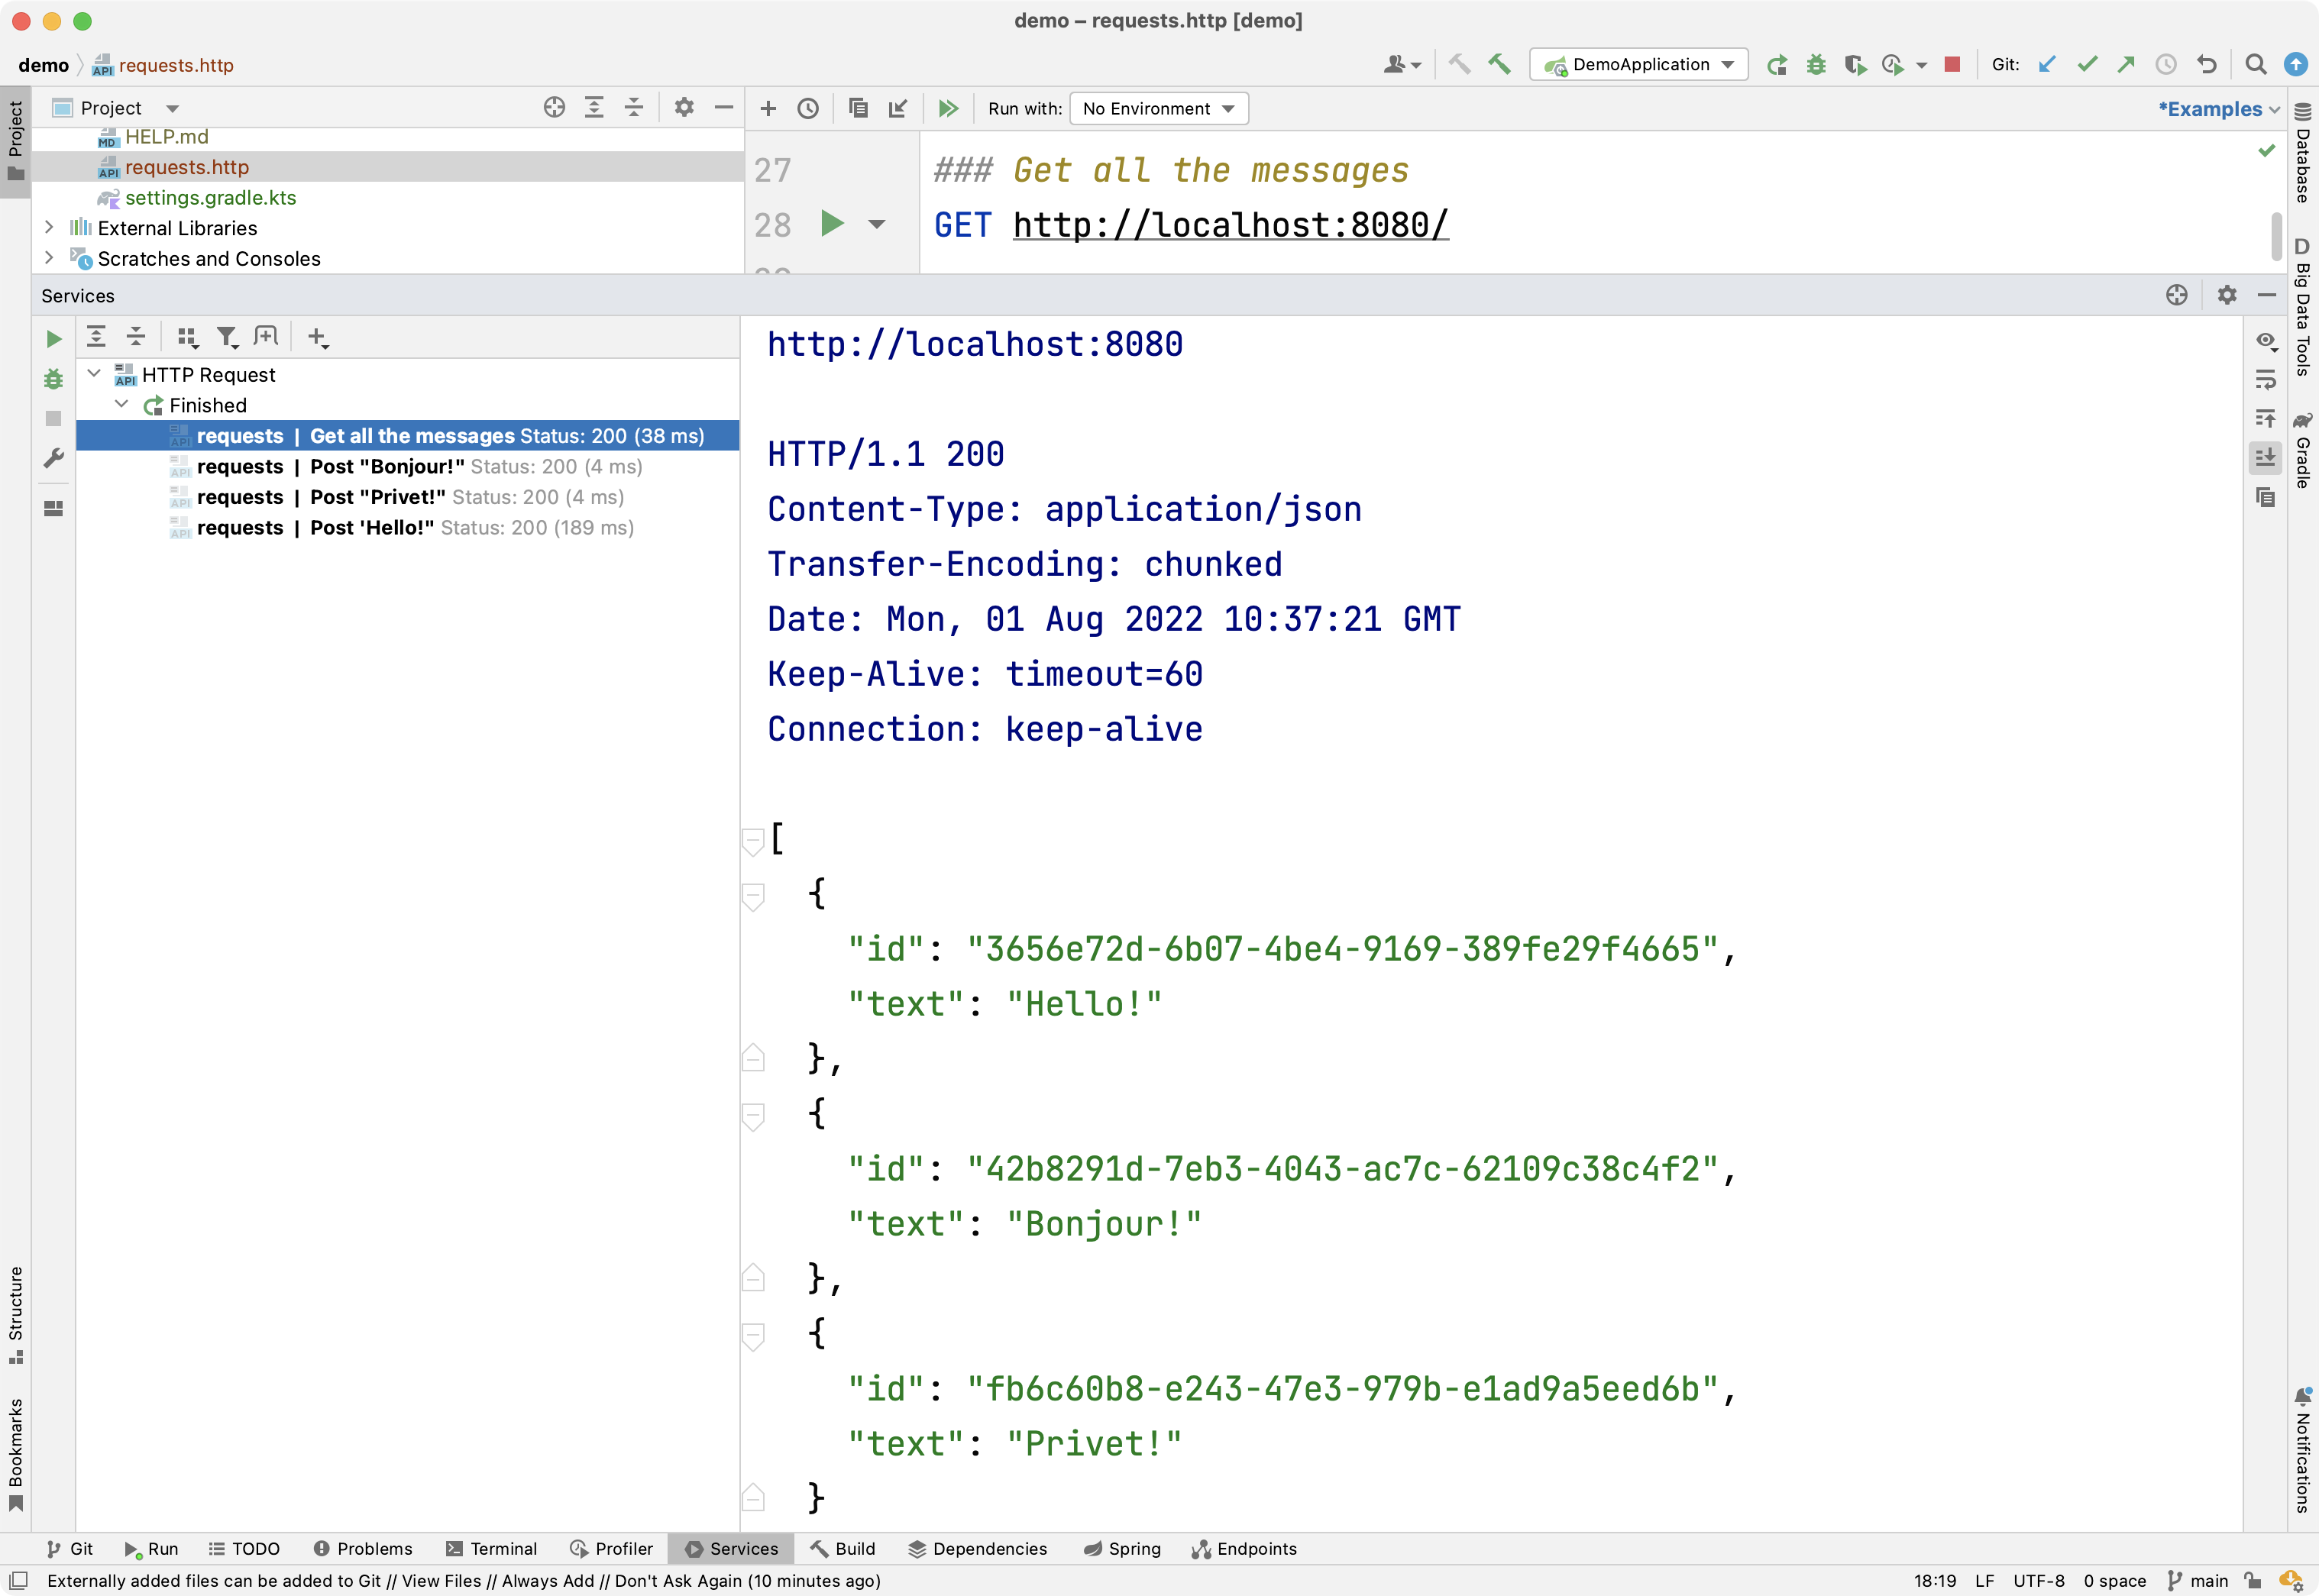 demo – requests.http [demo]
demo
API requests.http
DemoApplication
Git:
Project
Project
Run with: No Environment
*Examples
MD HELP.md
API requests.http
settings.gradle.kts
External Libraries
Scratches and Consoles
27 ### Get all the messages
28 GET http://localhost:8080/
Services
API HTTP Request
Finished
API requests | Get all the messages Status: 200 (38 ms)
API requests | Post "Bonjour!" Status: 200 (4 ms)
API requests | Post "Privet!" Status: 200 (4 ms)
API requests | Post 'Hello!" Status: 200 (189 ms)
http://localhost:8080
HTTP/1.1 200
Content-Type: application/json
Transfer-Encoding: chunked
Date: Mon, 01 Aug 2022 10:37:21 GMT
Keep-Alive: timeout=60
Connection: keep-alive
[
{
"id": "3656e72d-6b07-4be4-9169-389fe29f4665",
"text": "Hello!"
},
{
"id": "42b8291d-7eb3-4043-ac7c-62109c38c4f2",
"text": "Bonjour!"
},
{
"id": "fb6c60b8-e243-47e3-979b-e1ad9a5eed6b",
"text": "Privet!"
}
Database
D Big Data Tools
Gradle
Notifications
Structure
Bookmarks
Git Run TODO Problems Terminal Profiler Services Build Dependencies Spring Endpoints
Externally added files can be added to Git // View Files // Always Add // Don't Ask Again (10 minutes ago)
18:19 LF UTF-8 0 space main